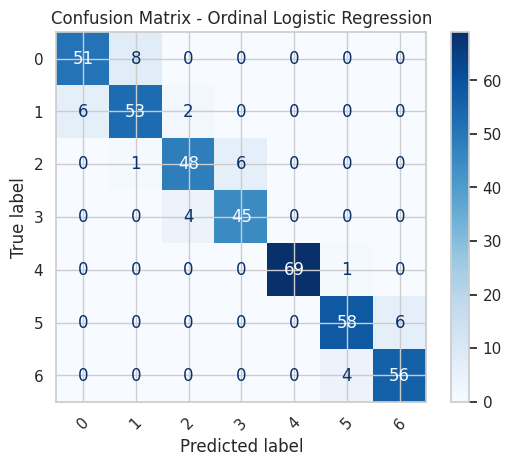 Confusion Matrix - Ordinal Logistic Regression
True label
0 51 8 0 0 0 0 0
1 6 53 2 0 0 0 0
2 0 1 48 6 0 0 0
3 0 0 4 45 0 0 0
4 0 0 0 0 69 1 0
5 0 0 0 0 0 58 6
6 0 0 0 0 0 4 56
0 1 2 3 4 5 6
Predicted label
60
50
40
30
20
10
0